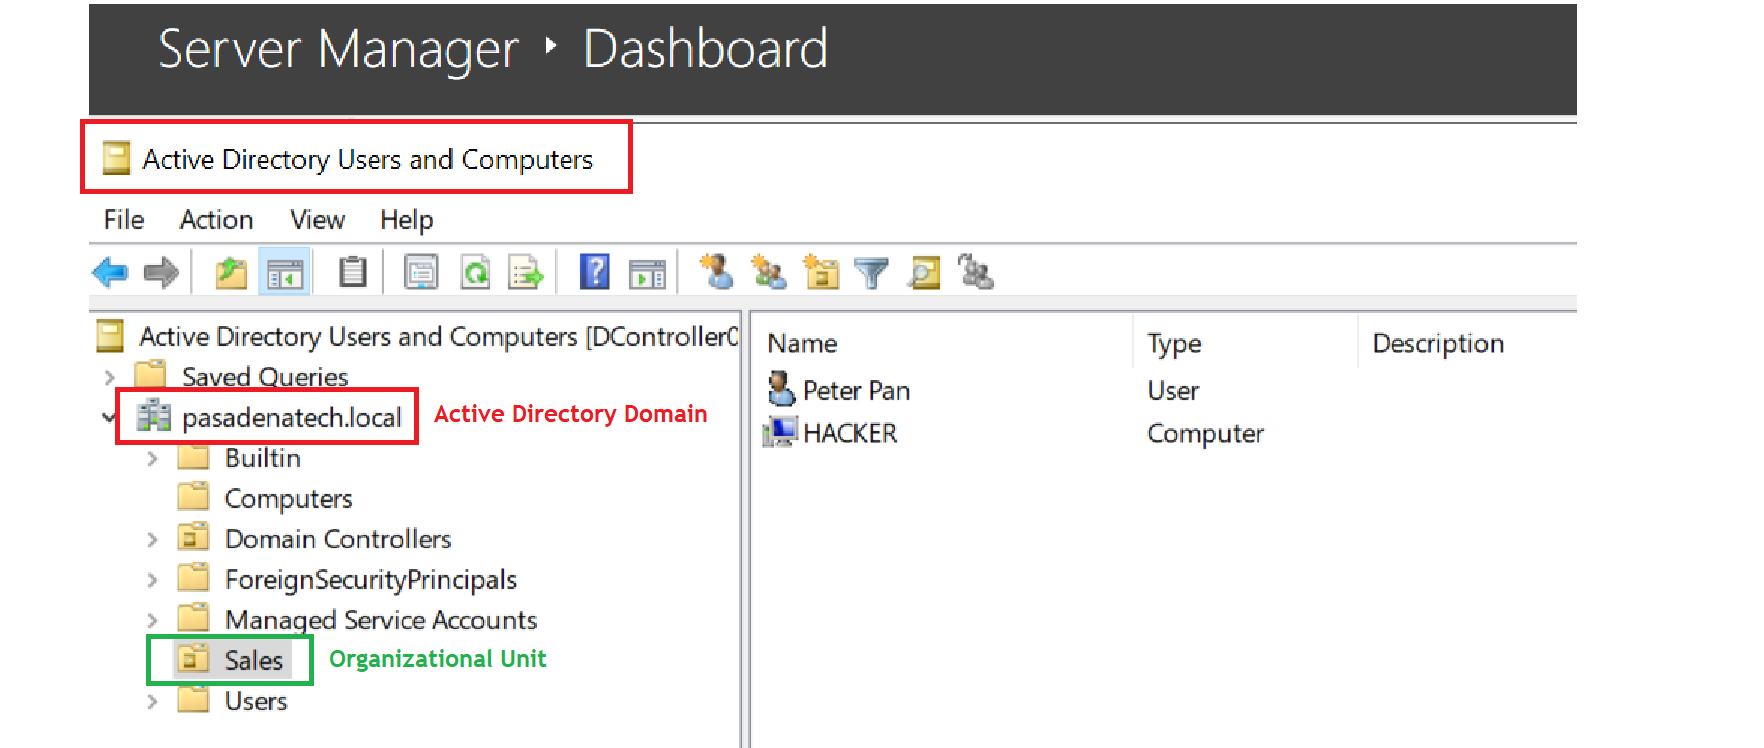 Server Manager ‣ Dashboard
Active Directory Users and Computers
File Action View Help
Active Directory Users and Computers [DController0
Saved Queries
pasadenatech.local
Active Directory Domain
Builtin
Computers
Domain Controllers
ForeignSecurityPrincipals
Managed Service Accounts
Sales
Organizational Unit
Users
Name Type Description
Peter Pan User
HACKER Computer